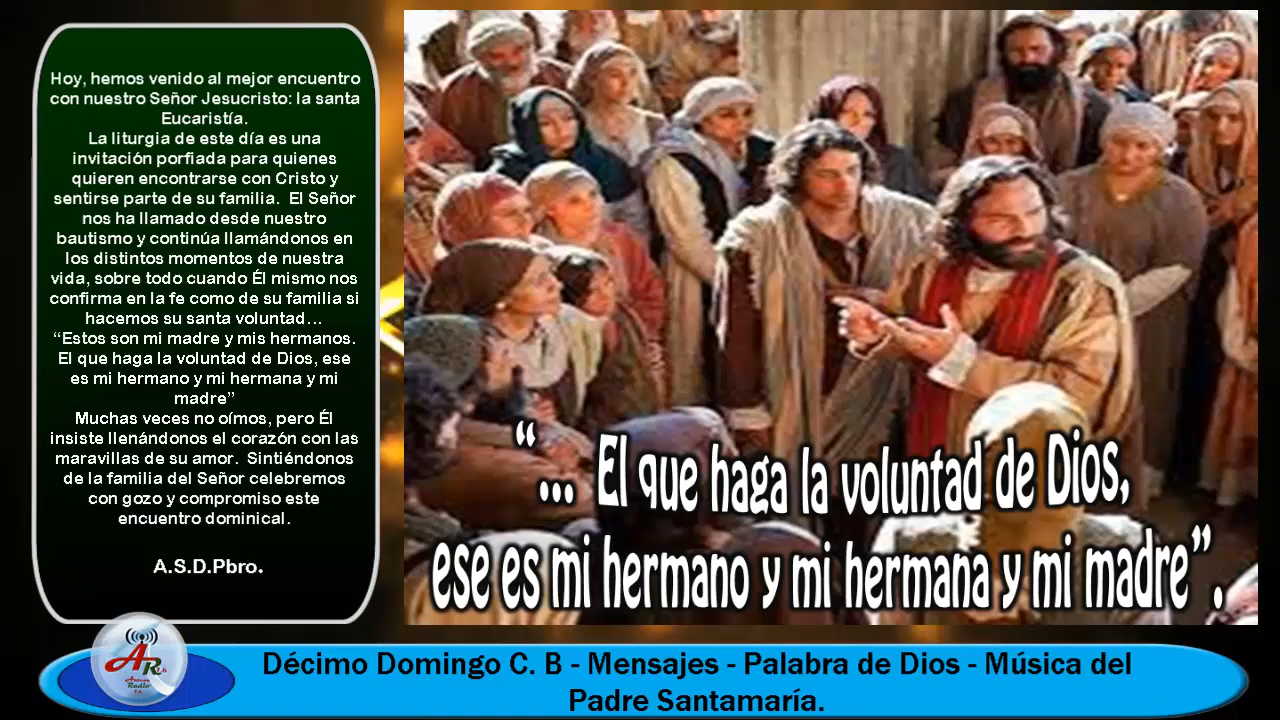 Hoy, hemos venido al mejor encuentro
con nuestro Señor Jesucristo: la santa
Eucaristía.
La liturgia de este día es una
invitación porfiada para quienes
quieren encontrarse con Cristo y
sentirse parte de su familia.  El Señor
nos ha llamado desde nuestro
bautismo y continúa llamándonos en
los distintos momentos de nuestra
vida, sobre todo cuando Él mismo nos
confirma en la fe como de su familia si
hacemos su santa voluntad...
“Estos son mi madre y mis hermanos.
El que haga la voluntad de Dios, ese
es mi hermano y mi hermana y mi
madre”
Muchas veces no oímos, pero Él
insiste llenándonos el corazón con las
maravillas de su amor.  Sintiéndonos
de la familia del Señor celebremos
con gozo y compromiso este
encuentro dominical.
A.S.D.Pbro.
“... El que haga la voluntad de Dios,
ese es mi hermano y mi hermana y mi madre”.
AR
Radio
Décimo Domingo C. B - Mensajes - Palabra de Dios - Música del
Padre Santamaría.